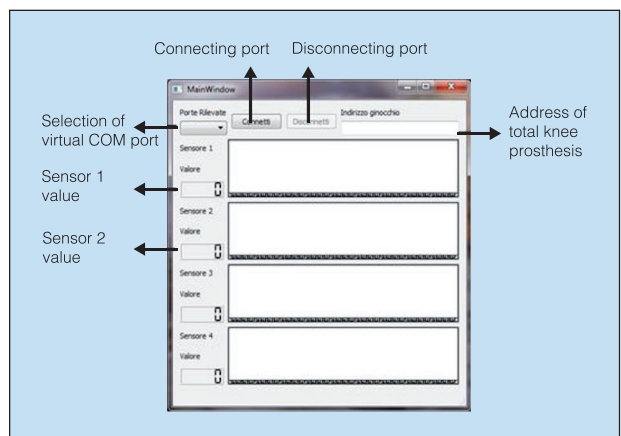 Connecting port
Disconnecting port
MainWindow
Porte Rilevate
Connetti
Disconnetti
Indirizzo ginocchio
Selection of
virtual COM port
Address of
total knee
prosthesis
Sensore 1
Valore
0
Sensor 1
value
Sensore 2
Valore
0
Sensor 2
value
Sensore 3
Valore
0
Sensore 4
Valore
0